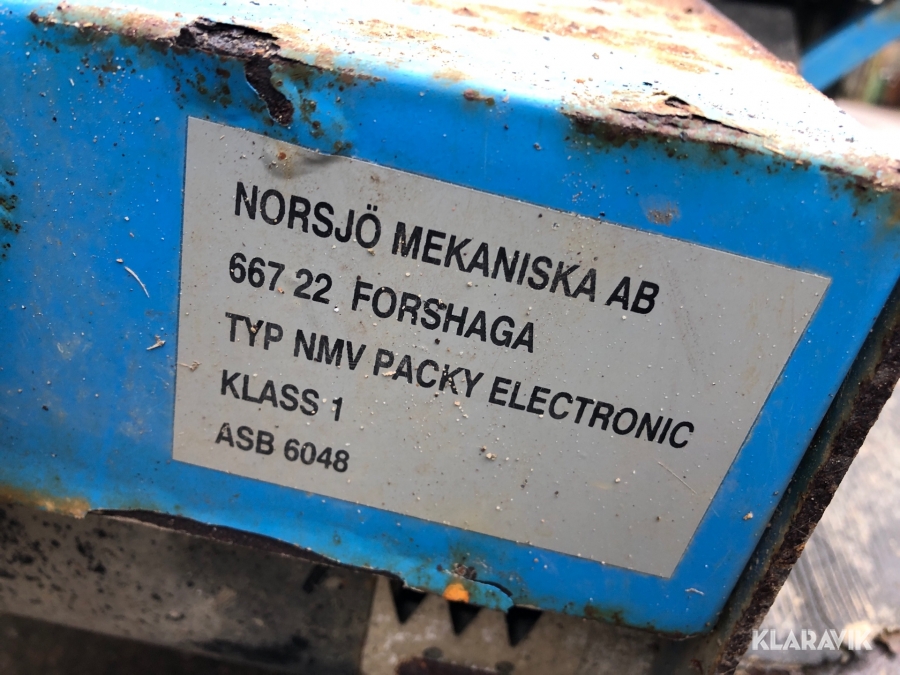 NORSJÖ MEKANISKA AB
667 22 FORSHAGA
TYP NMV PACKY ELECTRONIC
KLASS 1
ASB 6048
KLARAVIK